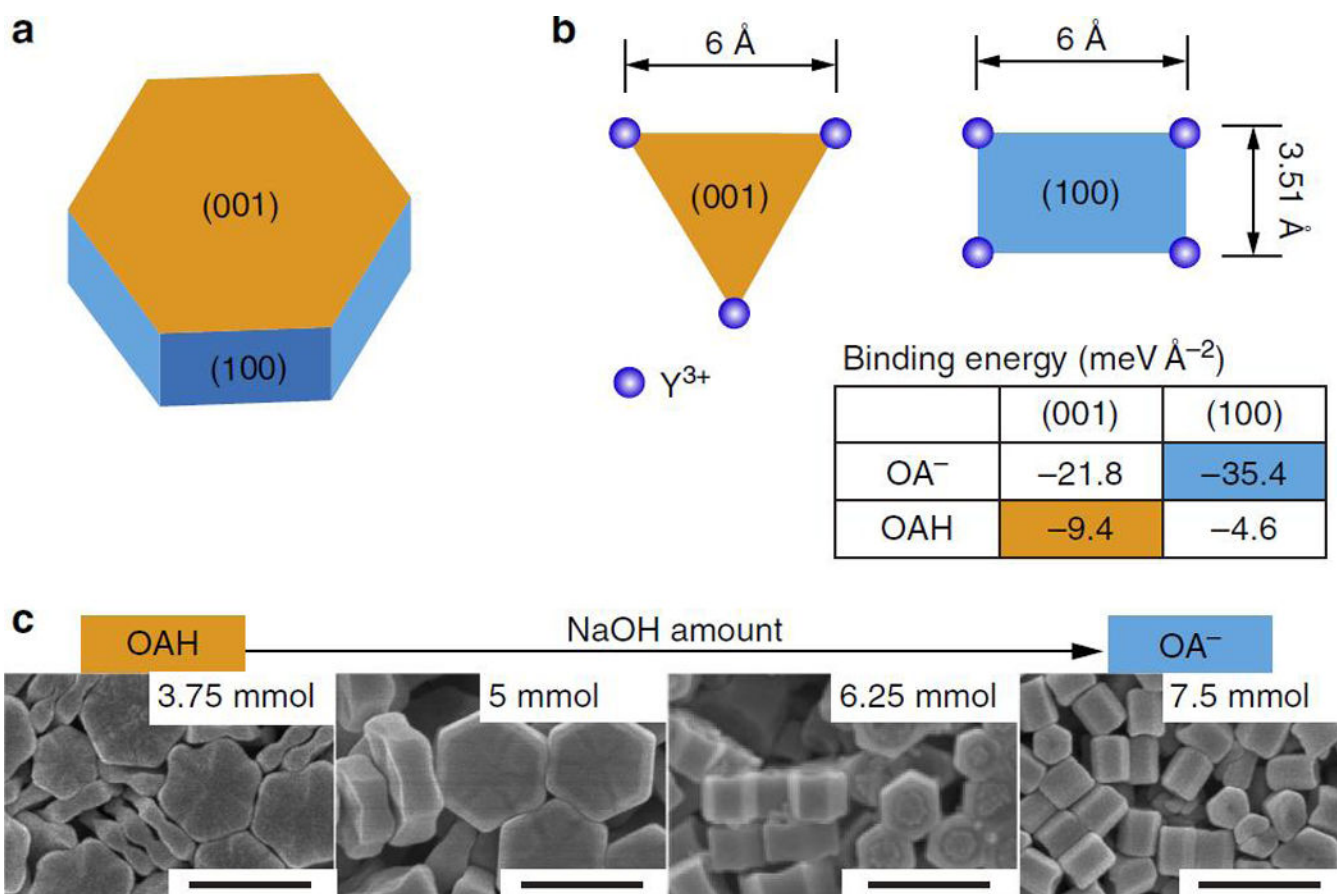 a
(001)
(100)
b
6 Å
6 Å
(001)
(100)
3.51 Å
Y³⁺
Binding energy (meV Å⁻²)
(001) (100)
OA⁻ –21.8 –35.4
OAH –9.4 –4.6
c
OAH NaOH amount OA⁻
3.75 mmol 5 mmol 6.25 mmol 7.5 mmol